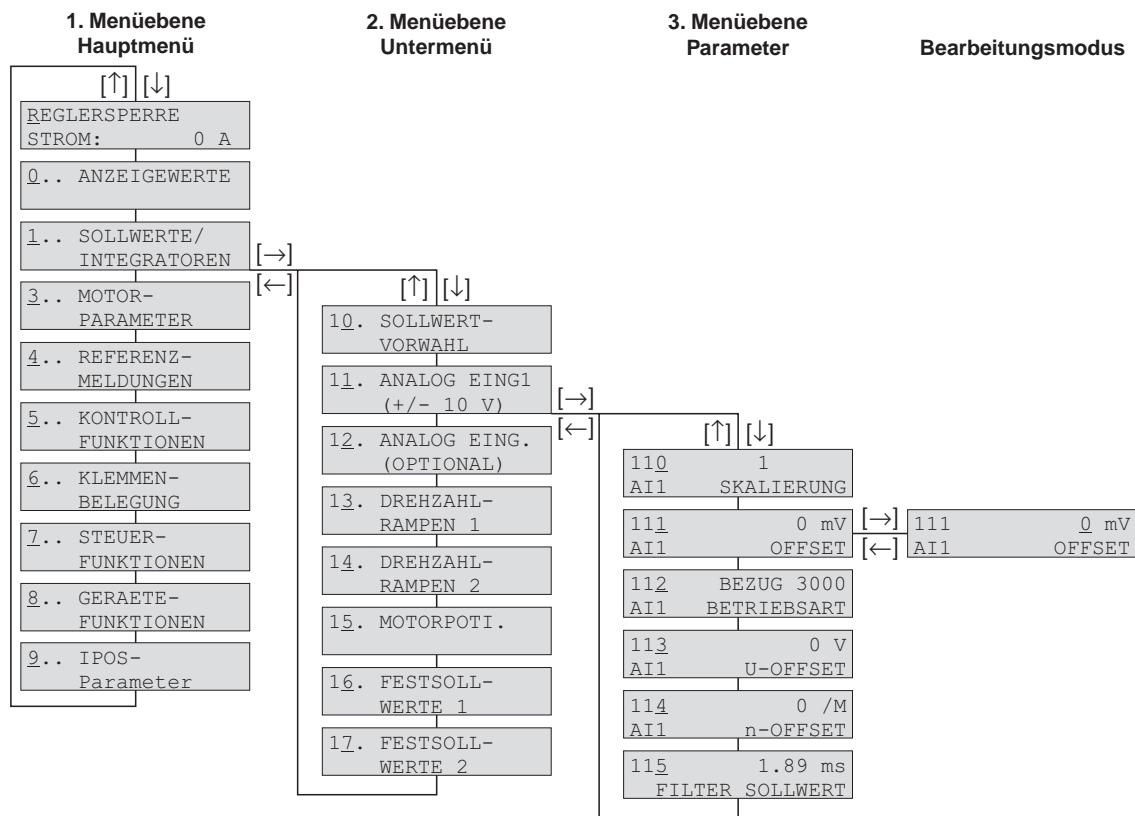 1. Menüebene
Hauptmenü
2. Menüebene
Untermenü
3. Menüebene
Parameter
Bearbeitungsmodus
[↑] [↓]
REGLERSPERRE
STROM: 0 A
0.. ANZEIGEWERTE
1.. SOLLWERTE/
INTEGRATOREN
3.. MOTOR-
PARAMETER
4.. REFERENZ-
MELDUNGEN
5.. KONTROLL-
FUNKTIONEN
6.. KLEMMEN-
BELEGUNG
7.. STEUER-
FUNKTIONEN
8.. GERAETE-
FUNKTIONEN
9.. IPOS-
Parameter
[→]
[←]
[↑] [↓]
10. SOLLWERT-
VORWAHL
11. ANALOG EING1
(+/- 10 V)
12. ANALOG EING.
(OPTIONAL)
13. DREHZAHL-
RAMPEN 1
14. DREHZAHL-
RAMPEN 2
15. MOTORPOTI.
16. FESTSOLL-
WERTE 1
17. FESTSOLL-
WERTE 2
[→]
[←]
[↑] [↓]
110 1
AI1 SKALIERUNG
111 0 mV
AI1 OFFSET
112 BEZUG 3000
AI1 BETRIEBSART
113 0 V
AI1 U-OFFSET
114 0 /M
AI1 n-OFFSET
115 1.89 ms
FILTER SOLLWERT
[→]
[←]
111 0 mV
AI1 OFFSET